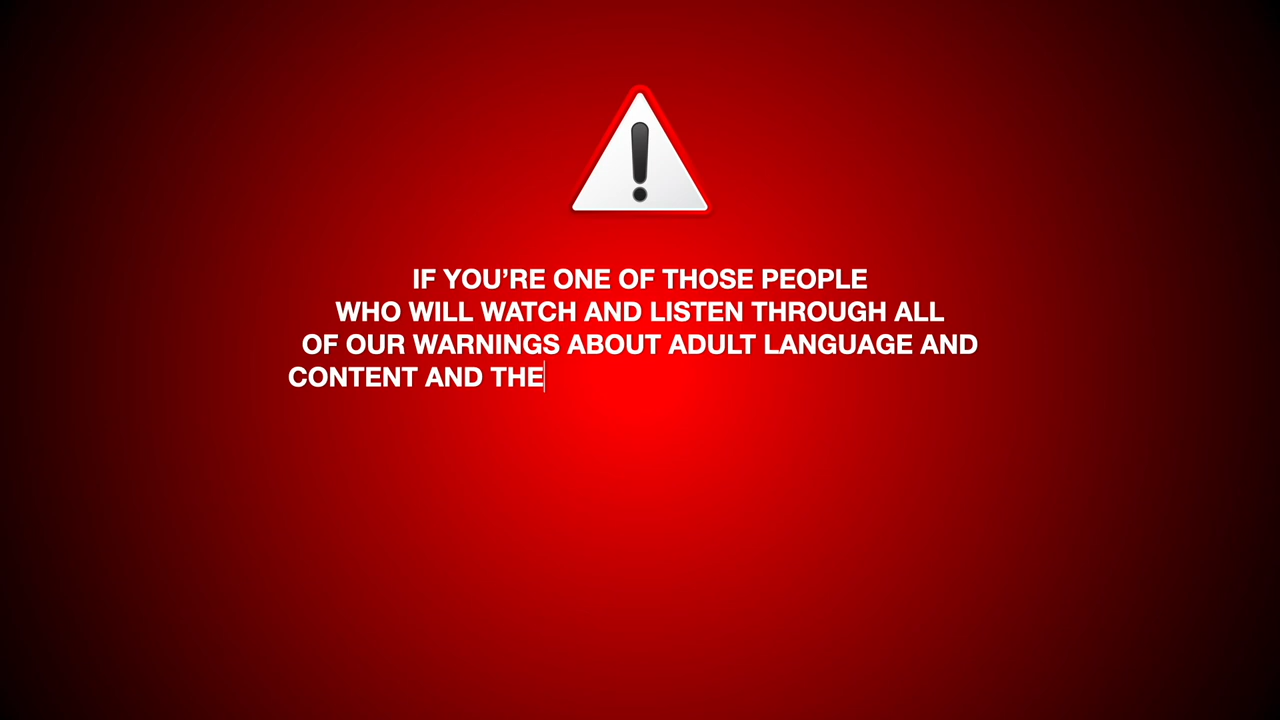 IF YOU’RE ONE OF THOSE PEOPLE
WHO WILL WATCH AND LISTEN THROUGH ALL
OF OUR WARNINGS ABOUT ADULT LANGUAGE AND
CONTENT AND THE